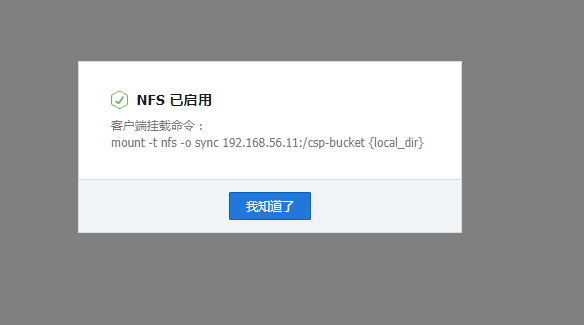 NFS 已启用
客户端挂载命令：
mount -t nfs -o sync 192.168.56.11:/csp-bucket {local_dir}
我知道了